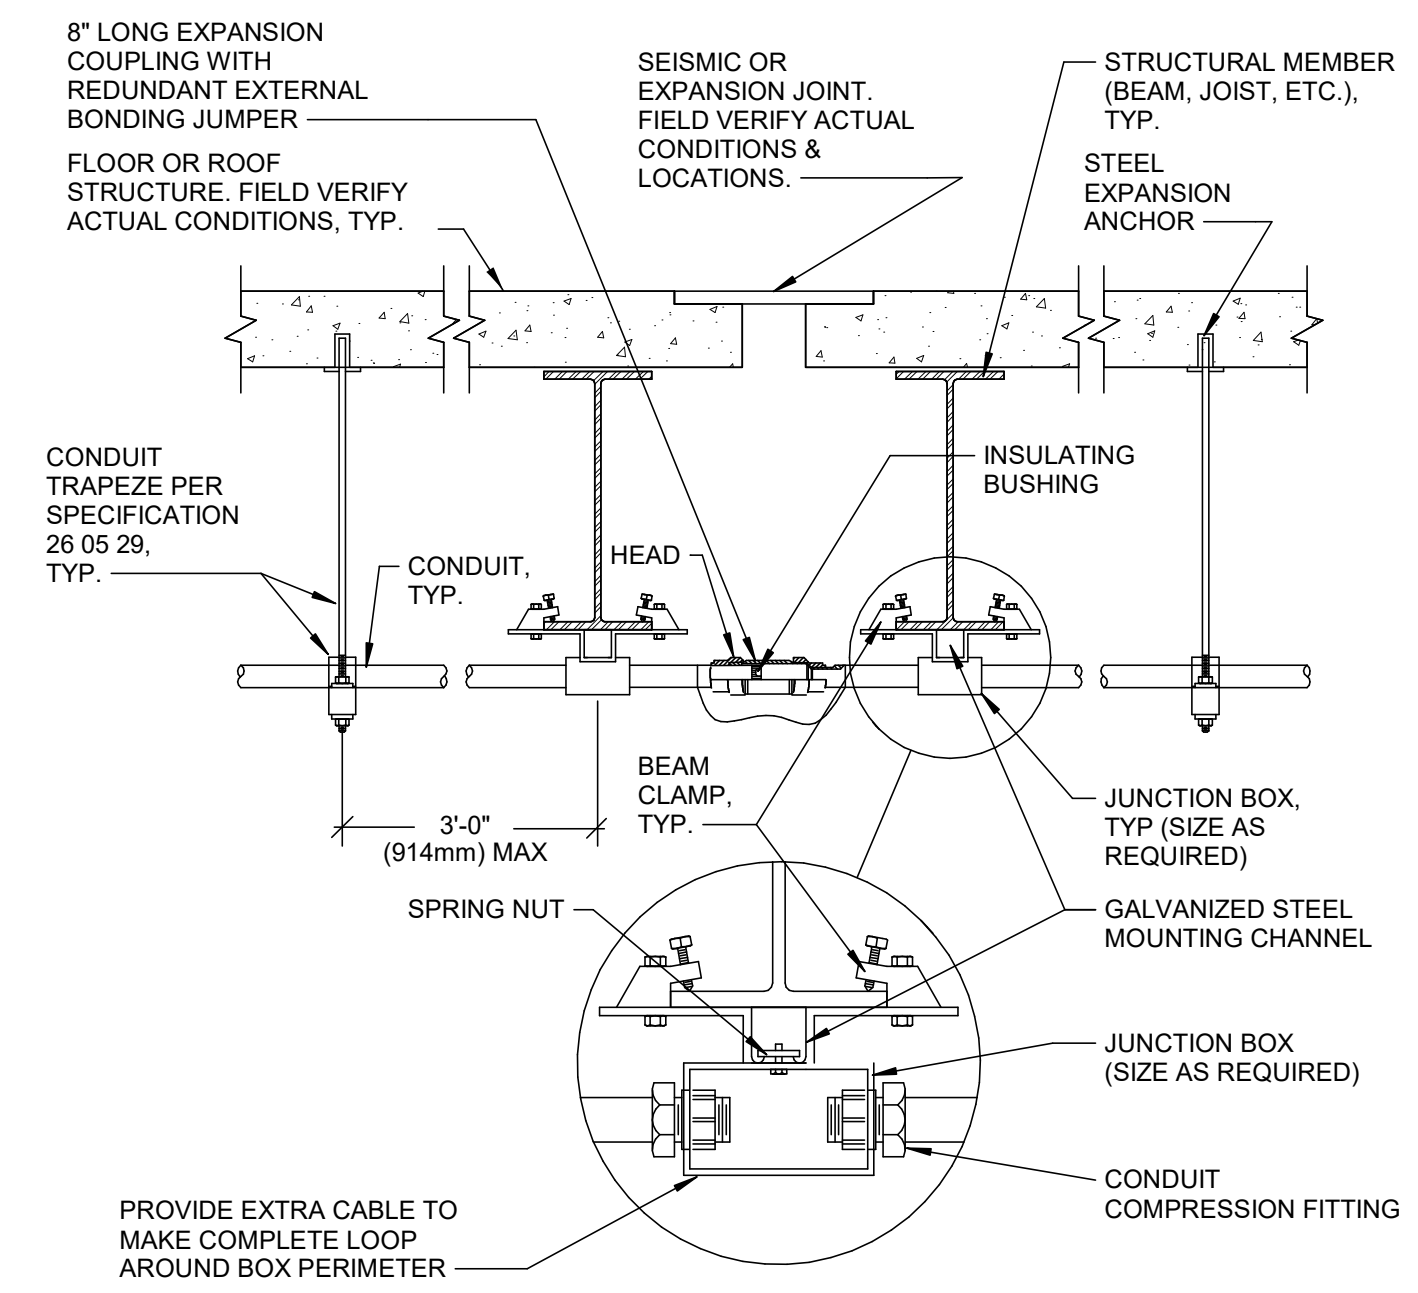 8" LONG EXPANSION
COUPLING WITH
REDUNDANT EXTERNAL
BONDING JUMPER
FLOOR OR ROOF
STRUCTURE. FIELD VERIFY
ACTUAL CONDITIONS, TYP.
SEISMIC OR
EXPANSION JOINT.
FIELD VERIFY ACTUAL
CONDITIONS &
LOCATIONS.
STRUCTURAL MEMBER
(BEAM, JOIST, ETC.),
TYP.
STEEL
EXPANSION
ANCHOR
CONDUIT
TRAPEZE PER
SPECIFICATION
26 05 29,
TYP.
CONDUIT,
TYP.
HEAD
INSULATING
BUSHING
3'-0"
(914mm) MAX
BEAM
CLAMP,
TYP.
JUNCTION BOX,
TYP (SIZE AS
REQUIRED)
SPRING NUT
GALVANIZED STEEL
MOUNTING CHANNEL
JUNCTION BOX
(SIZE AS REQUIRED)
CONDUIT
COMPRESSION FITTING
PROVIDE EXTRA CABLE TO
MAKE COMPLETE LOOP
AROUND BOX PERIMETER